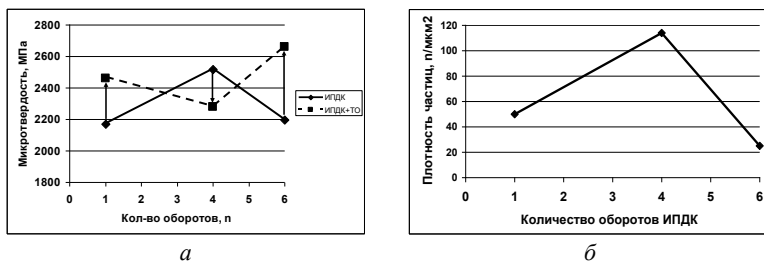 2800
2600
2400
2200
2000
1800
0 1 2 3 4 5 6
Микротвердость, МПа
Кол-во оборотов, n
ИПДК
ИПДК+ТО
а
120
100
80
60
40
20
0
0 1 2 3 4 5 6
Плотность частиц, n/мкм2
Количество оборотов ИПДК
б